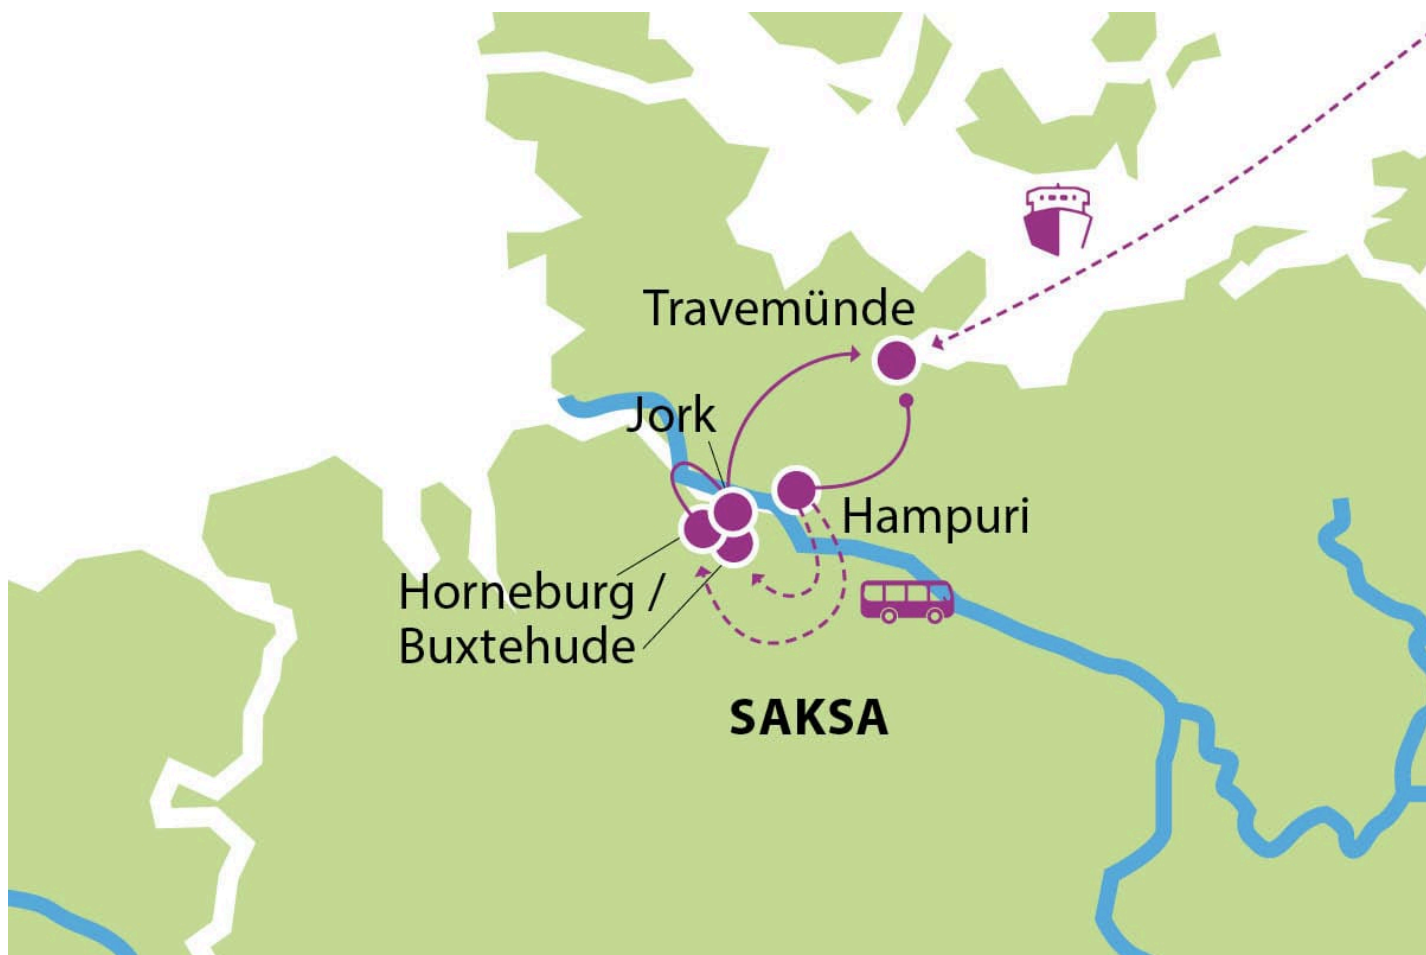 Travemünde
Jork
Hampuri
Horneburg /
Buxtehude
SAKSA